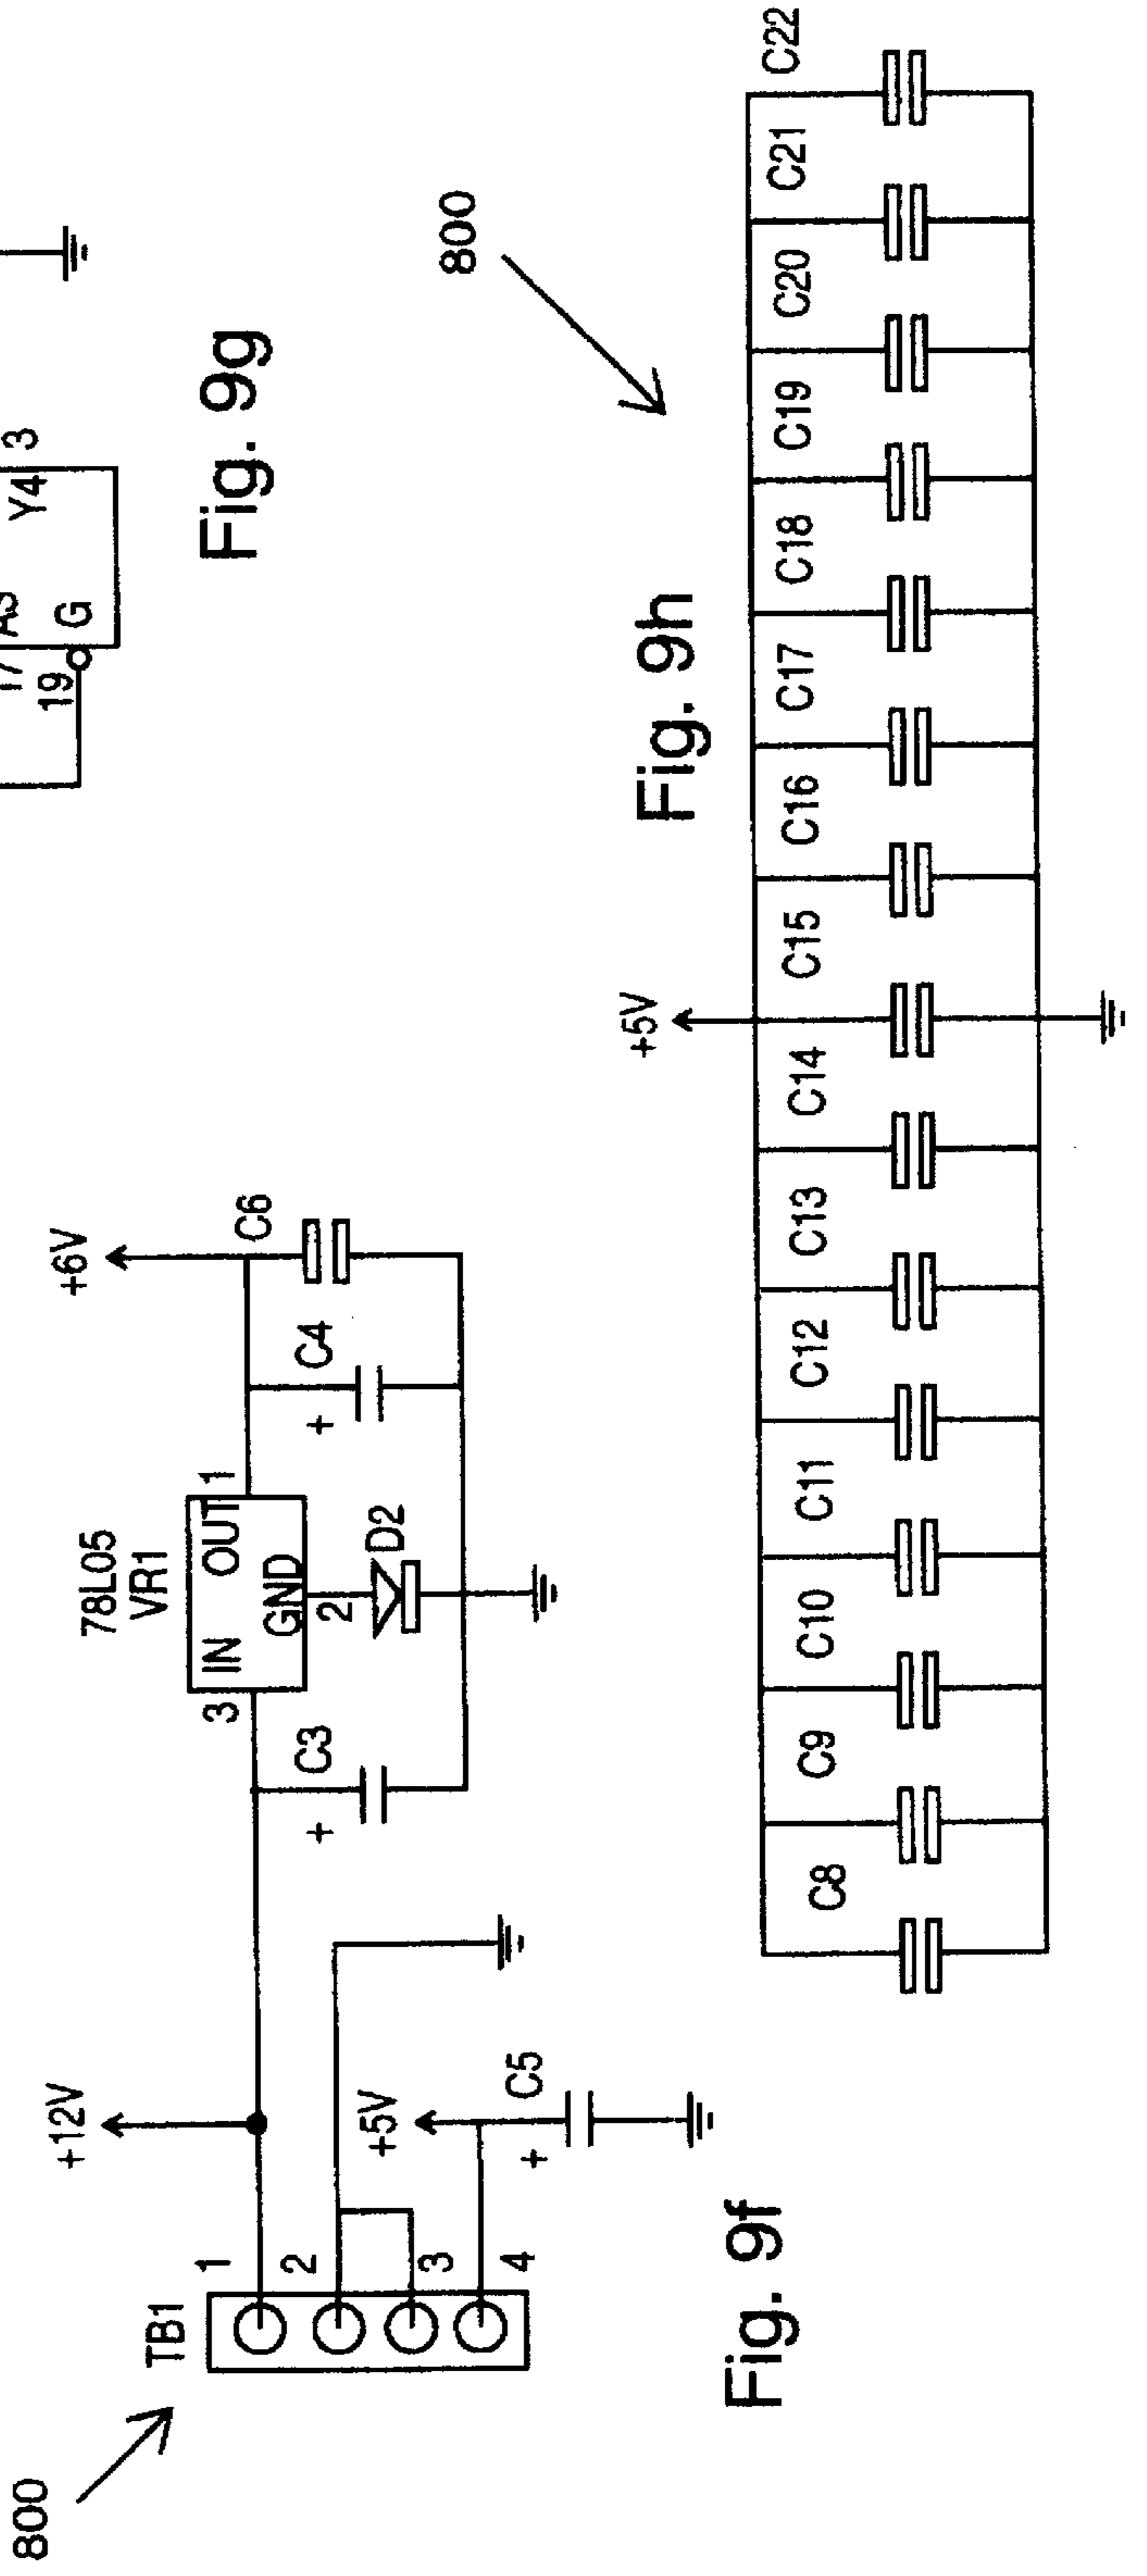 17
A3
Y4
3
19
G
Fig. 9g
800
+12V
TB1
1
2
3
4
+5V
+
C5
78L05
VR1
3
IN
OUT
1
GND
2
D2
+
C3
+
C4
+6V
C6
Fig. 9f
800
Fig. 9h
+5V
C8
C9
C10
C11
C12
C13
C14
C15
C16
C17
C18
C19
C20
C21
C22